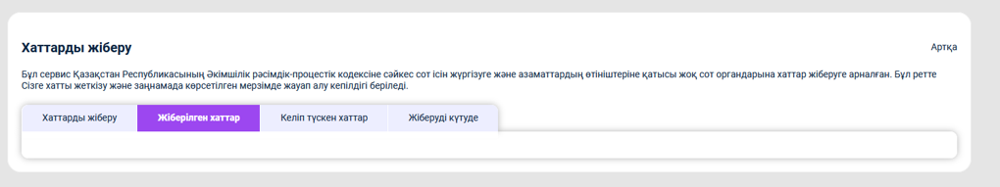 Хаттарды жіберу
Артқа
Бұл сервис Қазақстан Республикасының Әкімшілік рәсімдік-процестік кодексіне сәйкес сот ісін жүргізуге және азаматтардың өтініштеріне қатысы жоқ сот органдарына хаттар жіберуге арналған. Бұл ретте
Сізге хатты жеткізу және заңнамада көрсетілген мерзімде жауап алу кепілдігі беріледі.
Хаттарды жіберу
Жіберілген хаттар
Келіп түскен хаттар
Жіберуді күтуде